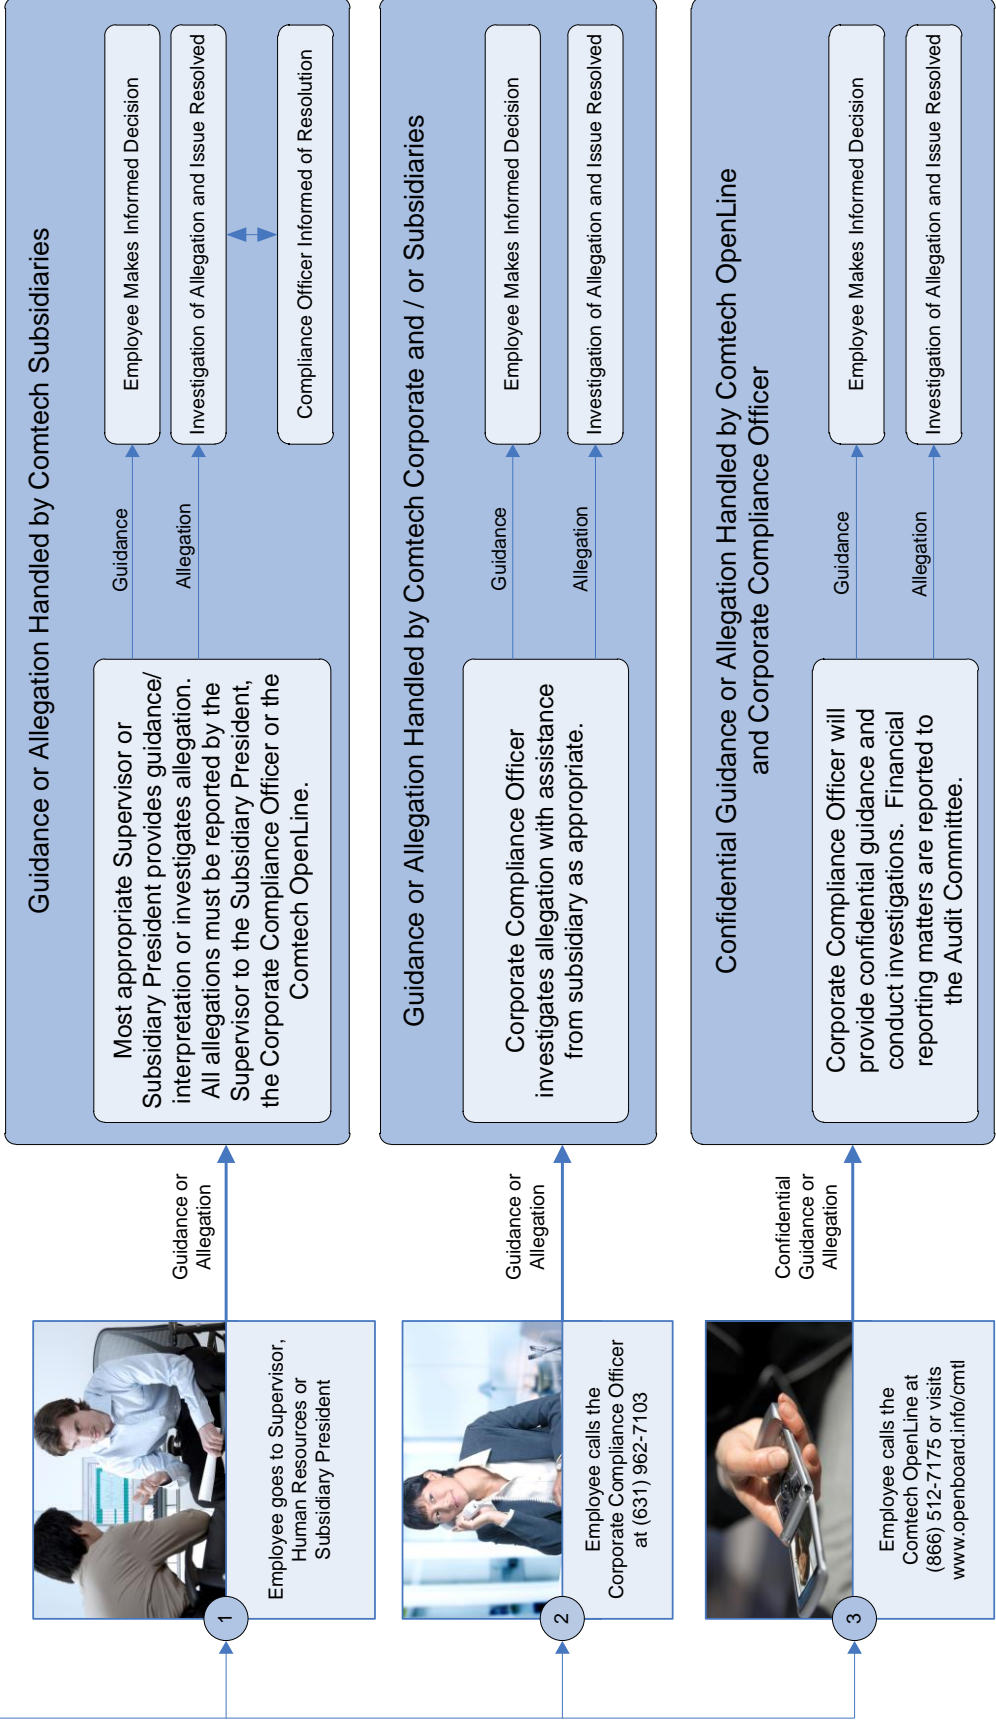 1
Employee goes to Supervisor,
Human Resources or
Subsidiary President
Guidance or
Allegation
Guidance or Allegation Handled by Comtech Subsidiaries
Most appropriate Supervisor or
Subsidiary President provides guidance/
interpretation or investigates allegation.
All allegations must be reported by the
Supervisor to the Subsidiary President,
the Corporate Compliance Officer or the
Comtech OpenLine.
Guidance
Allegation
Employee Makes Informed Decision
Investigation of Allegation and Issue Resolved
Compliance Officer Informed of Resolution
2
Employee calls the
Corporate Compliance Officer
at (631) 962-7103
Guidance or
Allegation
Guidance or Allegation Handled by Comtech Corporate and / or Subsidiaries
Corporate Compliance Officer
investigates allegation with assistance
from subsidiary as appropriate.
Guidance
Allegation
Employee Makes Informed Decision
Investigation of Allegation and Issue Resolved
3
Employee calls the
Comtech OpenLine at
(866) 512-7175 or visits
www.openboard.info/cmtl
Confidential
Guidance or
Allegation
Confidential Guidance or Allegation Handled by Comtech OpenLine
and Corporate Compliance Officer
Corporate Compliance Officer will
provide confidential guidance and
conduct investigations.  Financial
reporting matters are reported to
the Audit Committee.
Guidance
Allegation
Employee Makes Informed Decision
Investigation of Allegation and Issue Resolved